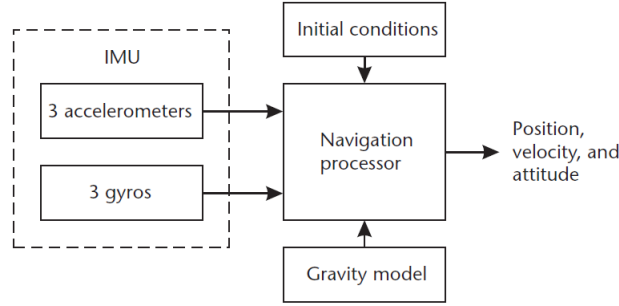 Initial conditions
IMU
3 accelerometers
Navigation
processor
Position,
velocity, and
attitude
3 gyros
Gravity model